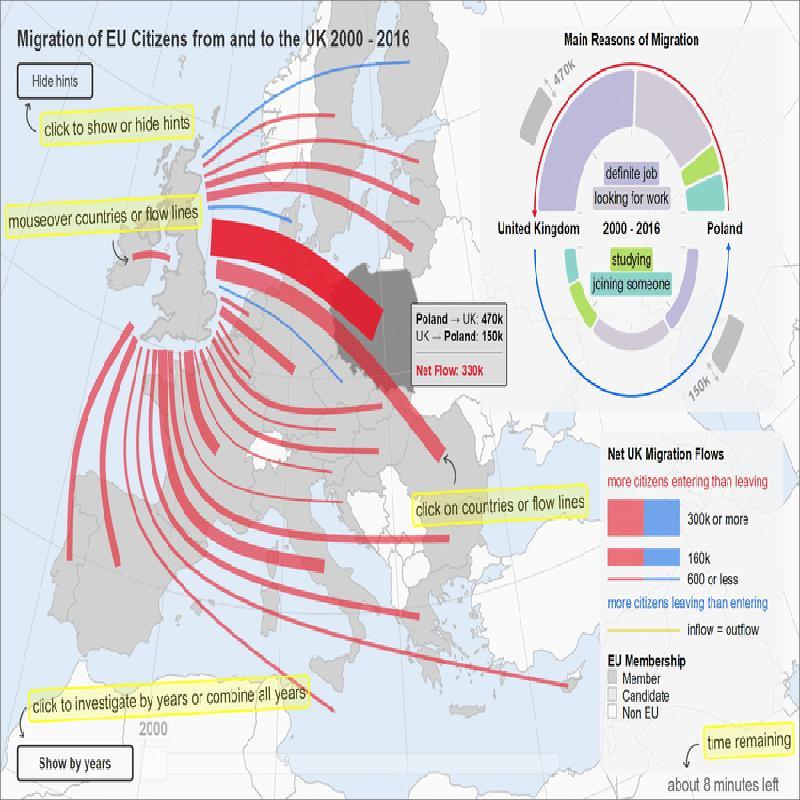 Migration of EU Citizens from and to the UK 2000 - 2016
Hide hints
click to show or hide hints
mouseover countries or flow lines
Main Reasons of Migration
470k
definite job
looking for work
United Kingdom
2000 - 2016
Poland
studying
joining someone
150k
Poland → UK: 470k
UK → Poland: 150k
Net Flow: 330k
click on countries or flow lines
Net UK Migration Flows
more citizens entering than leaving
300k or more
160k
600 or less
more citizens leaving than entering
inflow = outflow
EU Membership
Member
Candidate
Non EU
click to investigate by years or combine all years
2000
Show by years
time remaining
about 8 minutes left